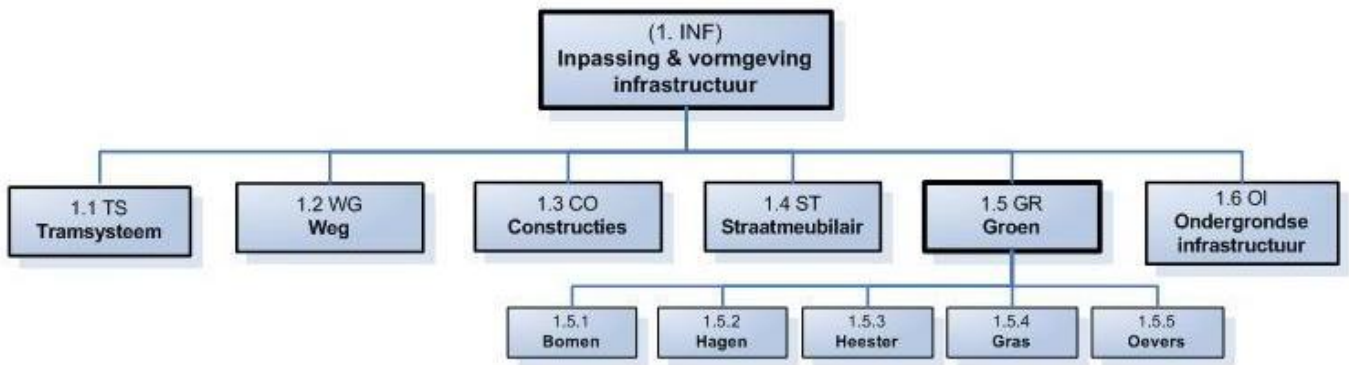 (1. INF)
Inpassing & vormgeving
infrastructuur
1.1 TS
Tramsysteem
1.2 WG
Weg
1.3 CO
Constructies
1.4 ST
Straatmeubilair
1.5 GR
Groen
1.6 OI
Ondergrondse
infrastructuur
1.5.1
Bomen
1.5.2
Hagen
1.5.3
Heester
1.5.4
Gras
1.5.5
Oevers